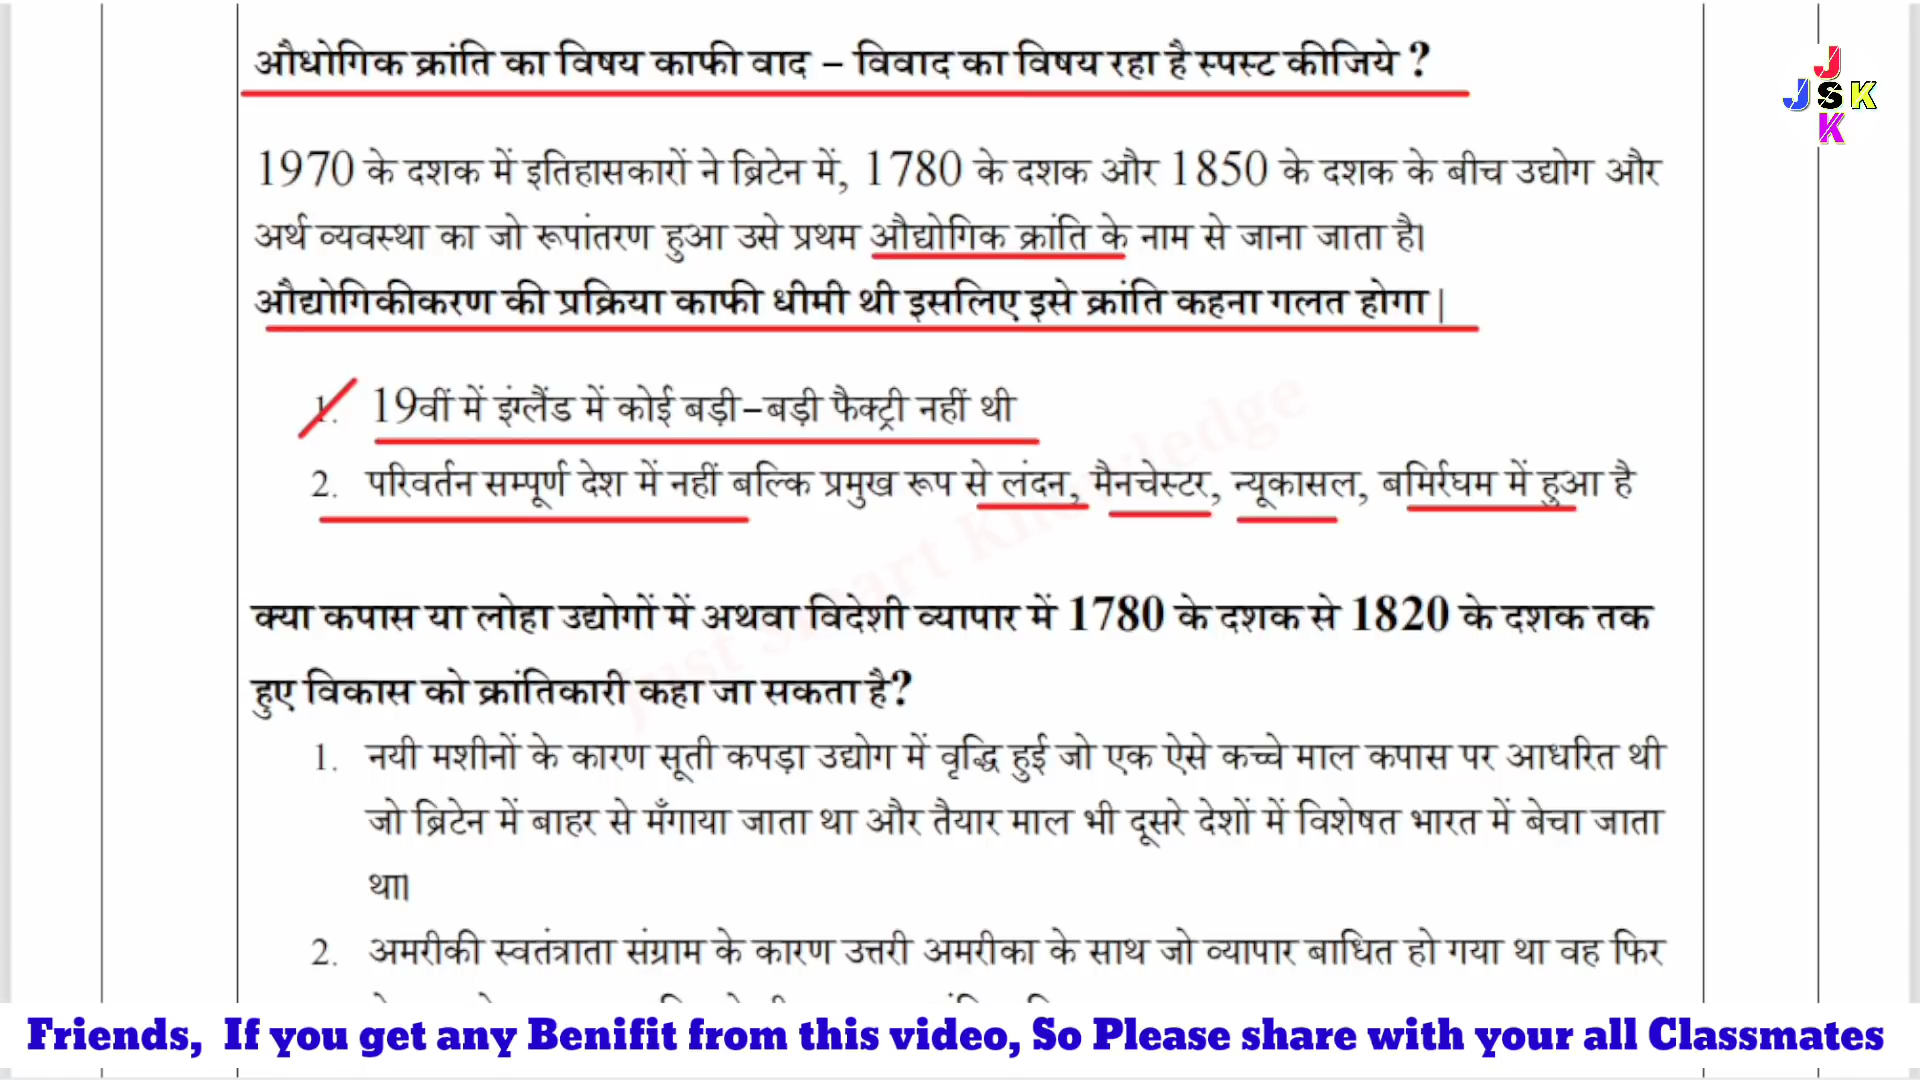 औधोगिक क्रांति का विषय काफी वाद – विवाद का विषय रहा है स्पस्ट कीजिये ?
J
JSK
K
1970 के दशक में इतिहासकारों ने ब्रिटेन में, 1780 के दशक और 1850 के दशक के बीच उद्योग और
अर्थ व्यवस्था का जो रूपांतरण हुआ उसे प्रथम औद्योगिक क्रांति के नाम से जाना जाता है।
औद्योगिकीकरण की प्रक्रिया काफी धीमी थी इसलिए इसे क्रांति कहना गलत होगा |
1. 19वीं में इंग्लैंड में कोई बड़ी–बड़ी फैक्ट्री नहीं थी
2. परिवर्तन सम्पूर्ण देश में नहीं बल्कि प्रमुख रूप से लंदन, मैनचेस्टर, न्यूकासल, बर्मिरघम में हुआ है
Just Smart Knowledge
क्या कपास या लोहा उद्योगों में अथवा विदेशी व्यापार में 1780 के दशक से 1820 के दशक तक
हुए विकास को क्रांतिकारी कहा जा सकता है?
1. नयी मशीनों के कारण सूती कपड़ा उद्योग में वृद्धि हुई जो एक ऐसे कच्चे माल कपास पर आधरित थी
जो ब्रिटेन में बाहर से मँगाया जाता था और तैयार माल भी दूसरे देशों में विशेषत भारत में बेचा जाता
था।
2. अमरीकी स्वतंत्राता संग्राम के कारण उत्तरी अमरीका के साथ जो व्यापार बाधित हो गया था वह फिर
Friends, If you get any Benifit from this video, So Please share with your all Classmates